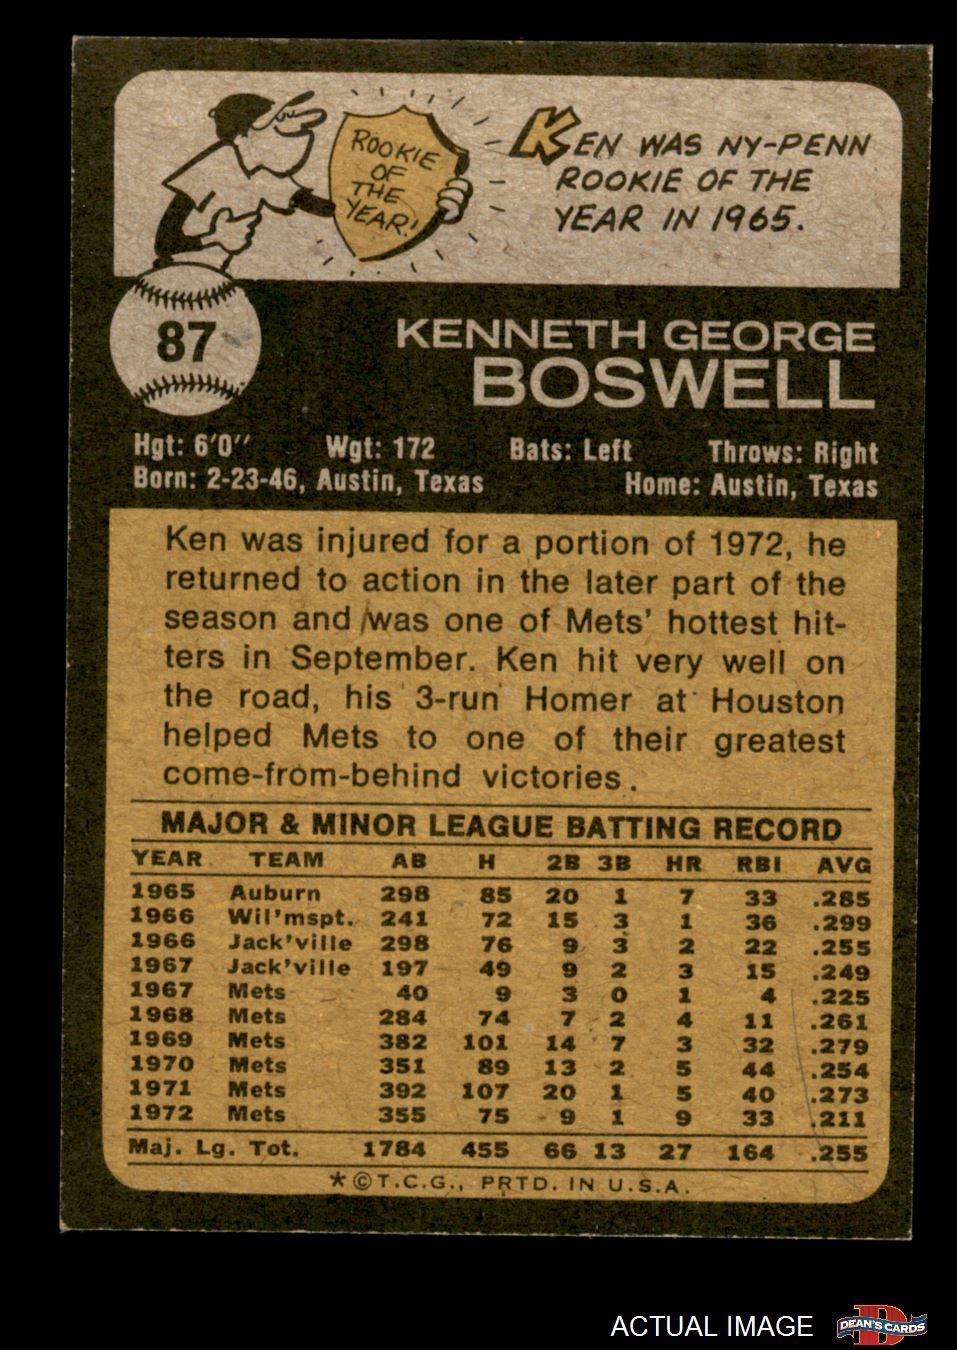 KEN WAS NY-PENN
ROOKIE OF THE
YEAR IN 1965.
ROOKIE
OF
THE
YEAR!
87
KENNETH GEORGE
BOSWELL
Hgt: 6'0" Wgt: 172 Bats: Left Throws: Right
Born: 2-23-46, Austin, Texas Home: Austin, Texas
Ken was injured for a portion of 1972, he
returned to action in the later part of the
season and was one of Mets' hottest hit-
ters in September. Ken hit very well on
the road, his 3-run Homer at Houston
helped Mets to one of their greatest
come-from-behind victories.
MAJOR & MINOR LEAGUE BATTING RECORD
YEAR TEAM AB H 2B 3B HR RBI AVG
1965 Auburn 298 85 20 1 7 33 .285
1966 Wil'mspt. 241 72 15 3 1 36 .299
1966 Jack'ville 298 76 9 3 2 22 .255
1967 Jack'ville 197 49 9 2 3 15 .249
1967 Mets 40 9 3 0 1 4 .225
1968 Mets 284 74 7 2 4 11 .261
1969 Mets 382 101 14 7 3 32 .279
1970 Mets 351 89 13 2 5 44 .254
1971 Mets 392 107 20 1 5 40 .273
1972 Mets 355 75 9 1 9 33 .211
Maj. Lg. Tot. 1784 455 66 13 27 164 .255
*©T.C.G., PRTD. IN U.S.A.
ACTUAL IMAGE
D
DEAN'S CARDS